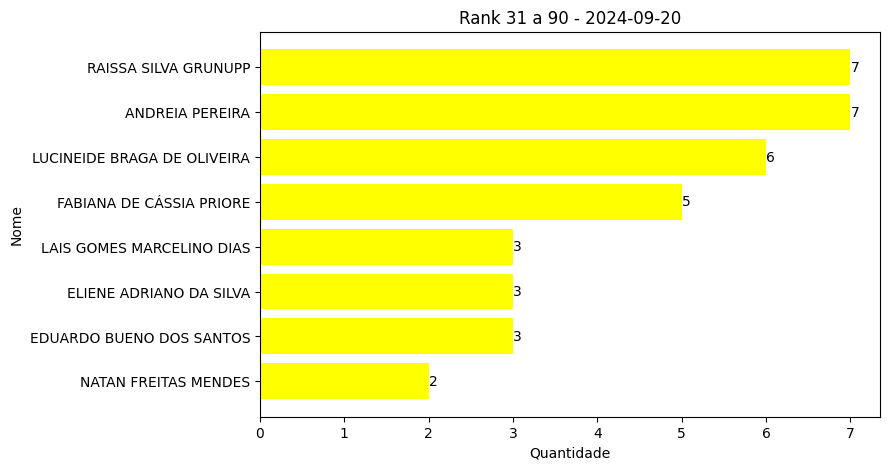 Rank 31 a 90 - 2024-09-20
RAISSA SILVA GRUNUPP 7
ANDREIA PEREIRA 7
LUCINEIDE BRAGA DE OLIVEIRA 6
FABIANA DE CÁSSIA PRIORE 5
LAIS GOMES MARCELINO DIAS 3
ELIENE ADRIANO DA SILVA 3
EDUARDO BUENO DOS SANTOS 3
NATAN FREITAS MENDES 2
Nome
0 1 2 3 4 5 6 7
Quantidade